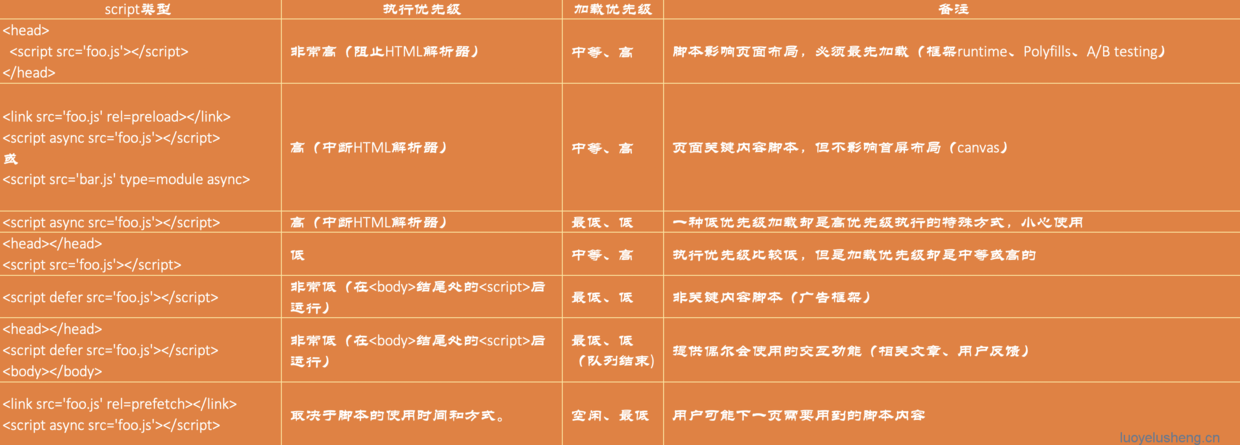 script类型 执行优先级 加载优先级 备注
<head>
<script src='foo.js'></script>
</head>
非常高（阻止HTML解析器）
中等、高
脚本影响页面布局，必须最先加载（框架runtime、Polyfills、A/B testing）
<link src='foo.js' rel=preload></link>
<script async src='foo.js'></script>
或
<script src='bar.js' type=module async>
高（中断HTML解析器）
中等、高
页面关键内容脚本，但不影响首屏布局（canvas）
<script async src='foo.js'></script>
高（中断HTML解析器）
最低、低
一种低优先级加载却是高优先级执行的特殊方式，小心使用
<head></head>
<script src='foo.js'></script>
低
中等、高
执行优先级比较低，但是加载优先级却是中等或高的
<script defer src='foo.js'></script>
非常低（在<body>结尾处的<script>后
运行）
最低、低
非关键内容脚本（广告框架）
<head></head>
<script defer src='foo.js'></script>
<body></body>
非常低（在<body>结尾处的<script>后
运行）
最低、低
（队列结束)
提供偶尔会使用的交互功能（相关文章、用户反馈）
<link src='foo.js' rel=prefetch></link>
<script async src='foo.js'></script>
取决于脚本的使用时间和方式。
空闲、最低
用户可能下一页需要用到的脚本内容
luoyelusheng.cn